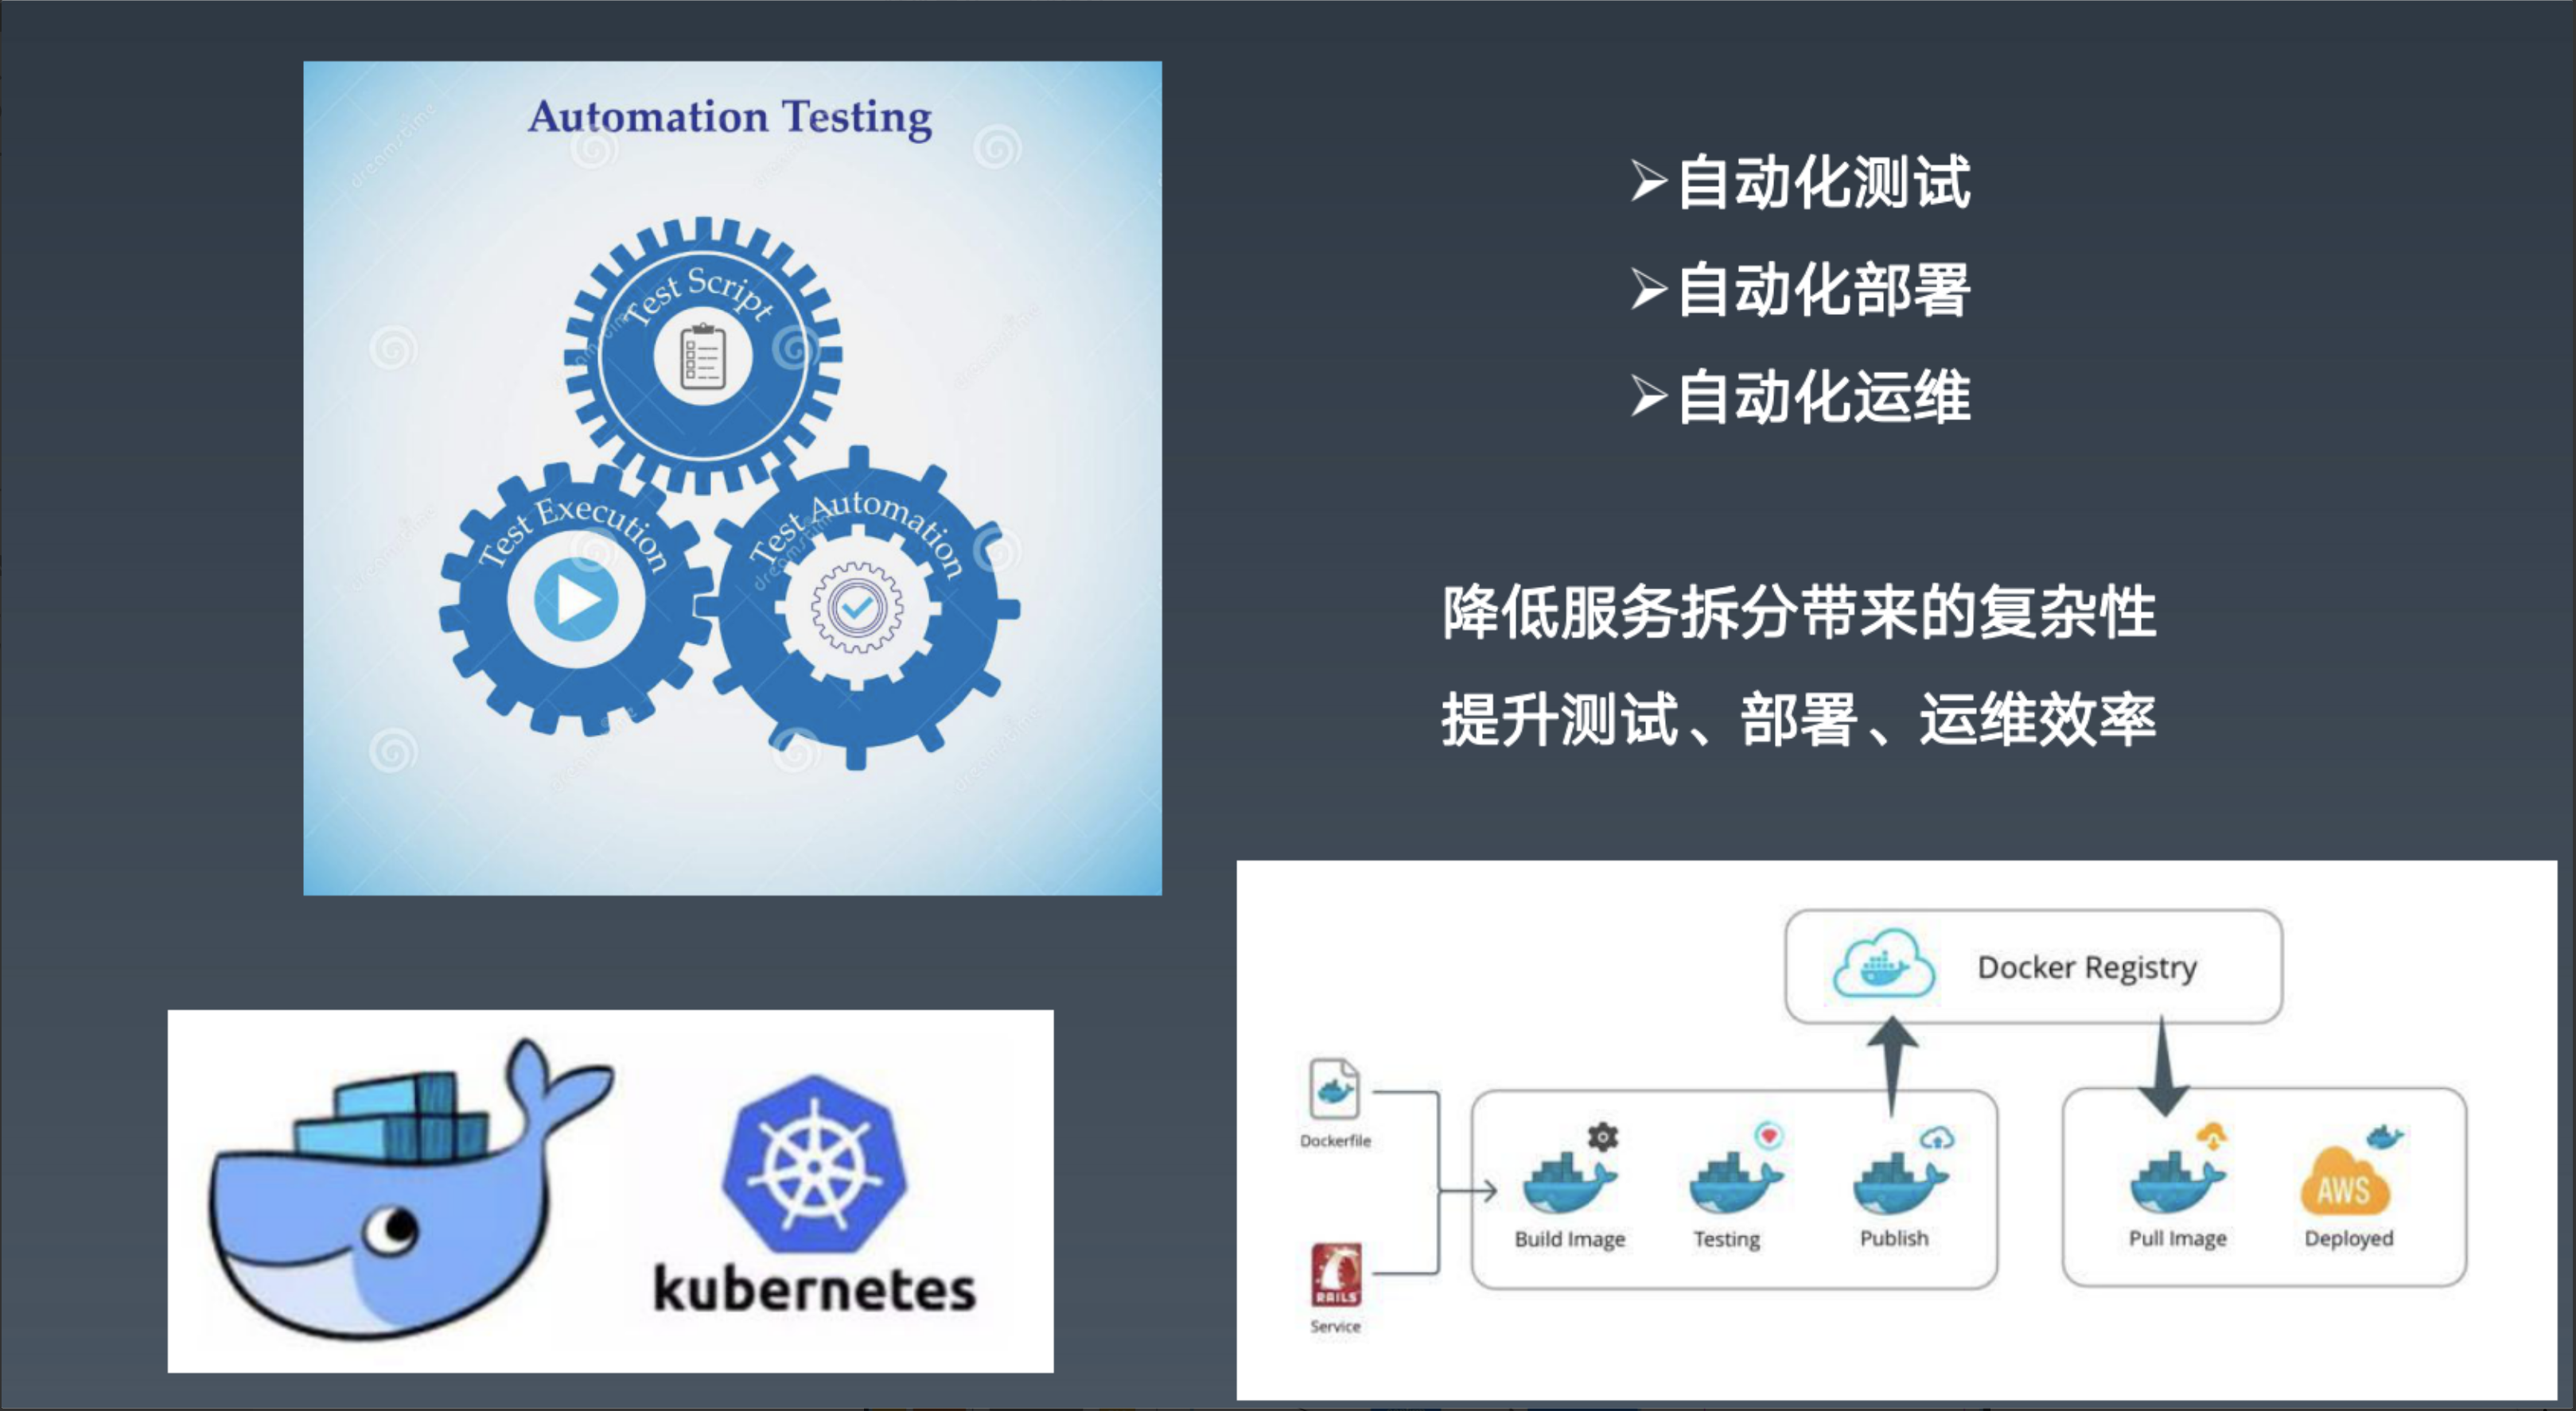 Automation Testing
Test Script
Test Execution
Test Automation
dreamstime
➢自动化测试
➢自动化部署
➢自动化运维
降低服务拆分带来的复杂性
提升测试、部署、运维效率
kubernetes
Docker Registry
Dockerfile
RAILS
Service
Build Image
Testing
Publish
Pull Image
AWS
Deployed